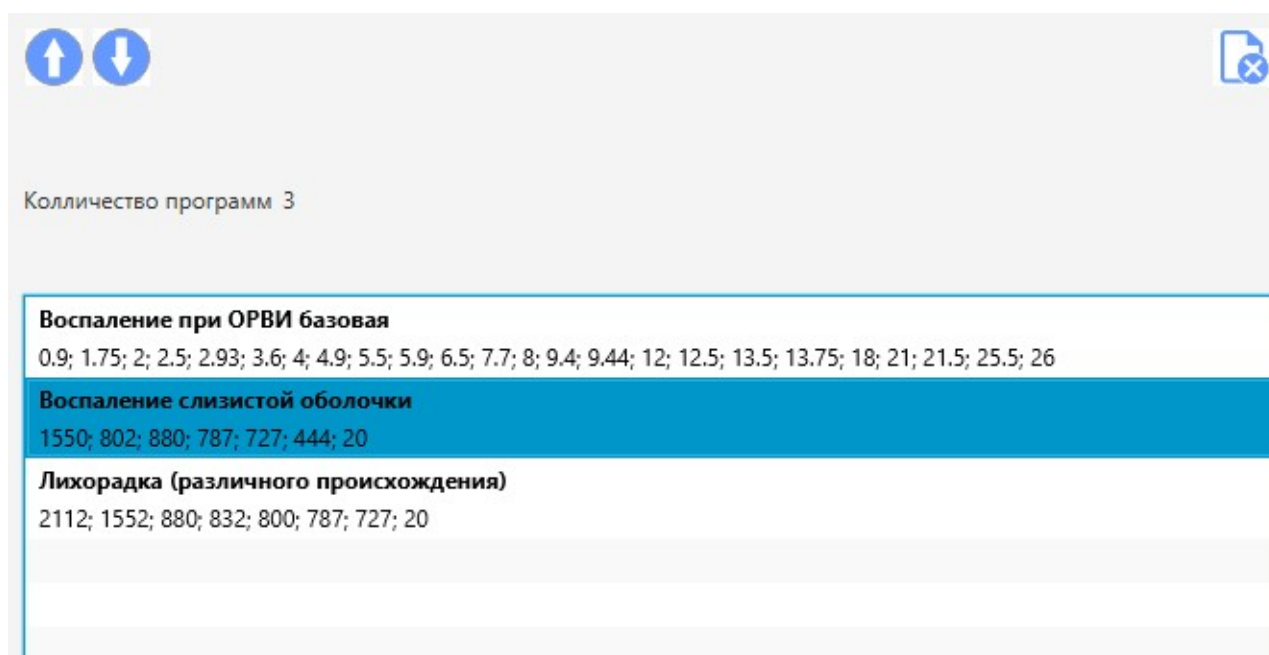 Колличество программ 3
Воспаление при ОРВИ базовая
0.9; 1.75; 2; 2.5; 2.93; 3.6; 4; 4.9; 5.5; 5.9; 6.5; 7.7; 8; 9.4; 9.44; 12; 12.5; 13.5; 13.75; 18; 21; 21.5; 25.5; 26
Воспаление слизистой оболочки
1550; 802; 880; 787; 727; 444; 20
Лихорадка (различного происхождения)
2112; 1552; 880; 832; 800; 787; 727; 20